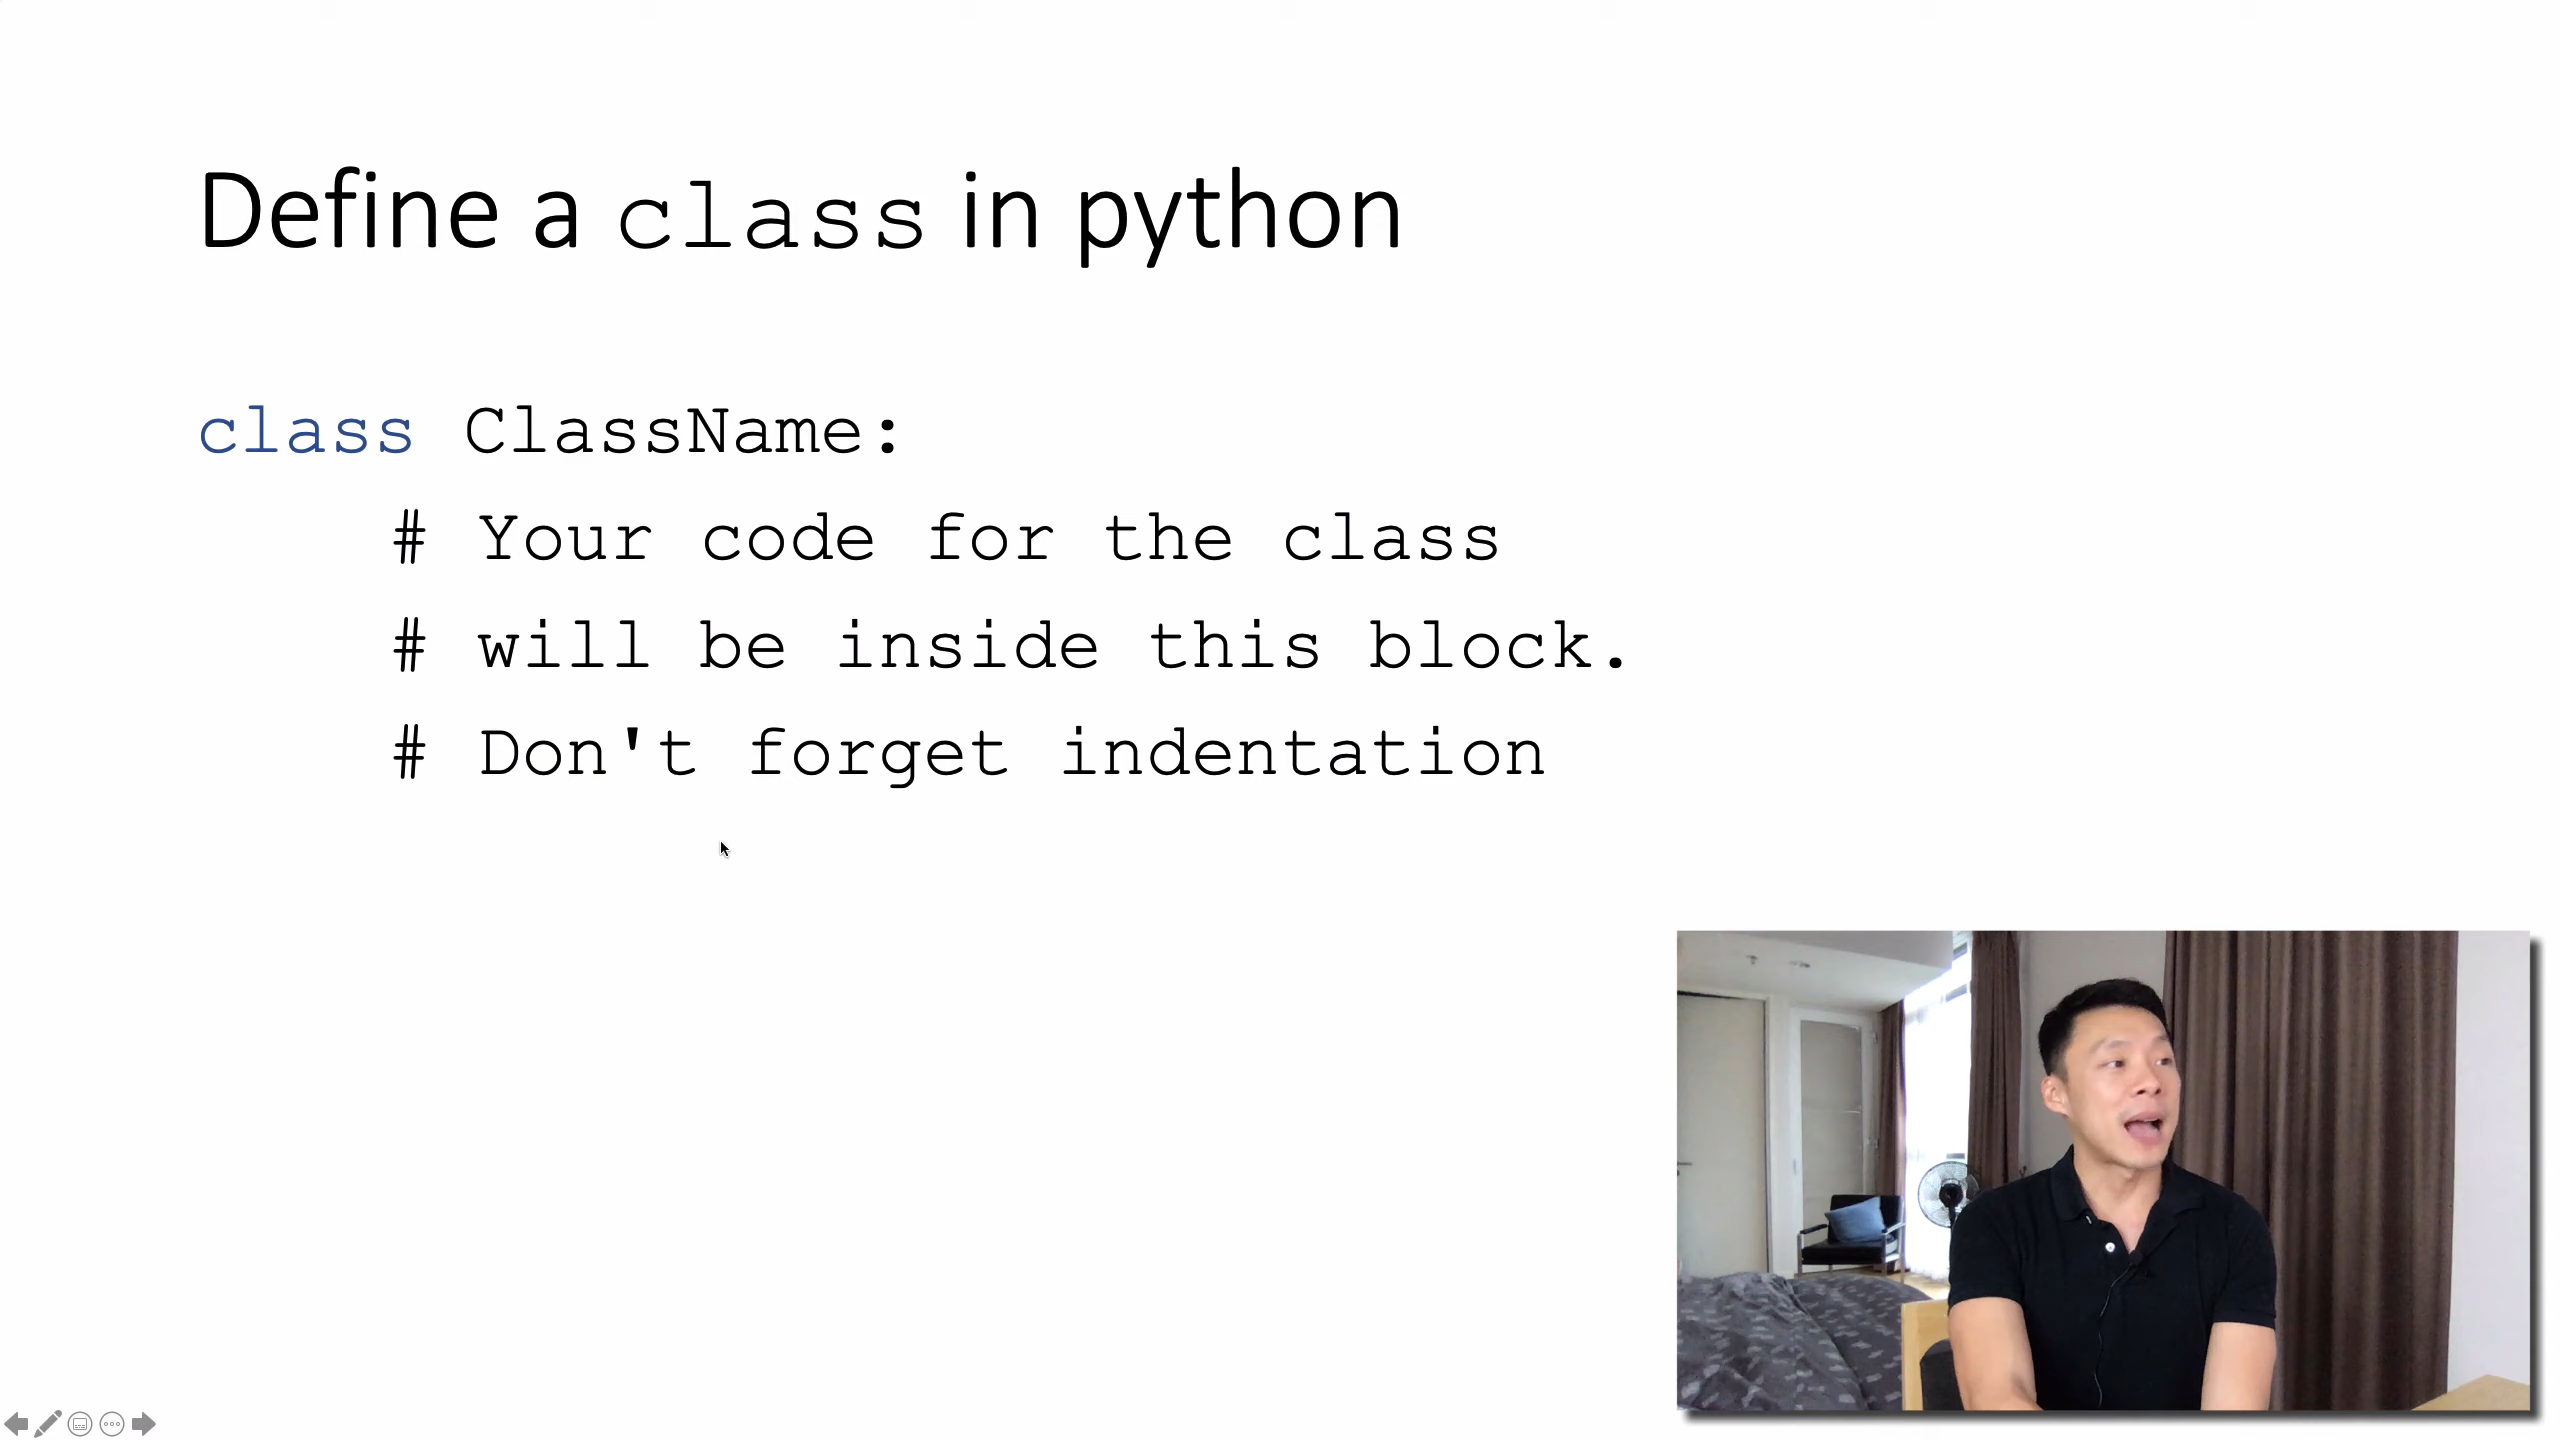 Define a class in python
class ClassName:
# Your code for the class
# will be inside this block.
# Don't forget indentation